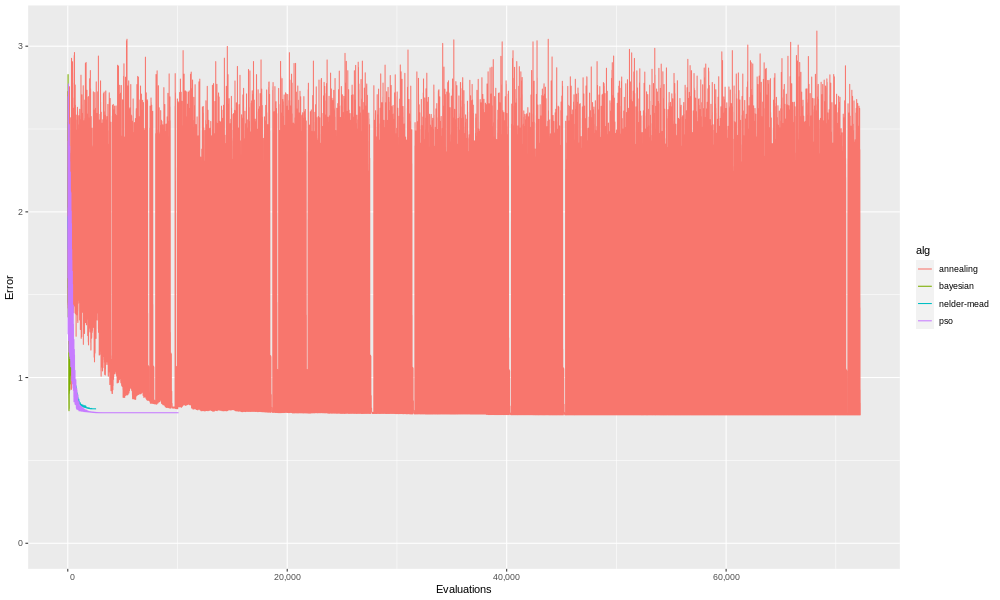 3
2
1
0
Error
0
20,000
40,000
60,000
Evaluations
alg
annealing
bayesian
nelder-mead
pso